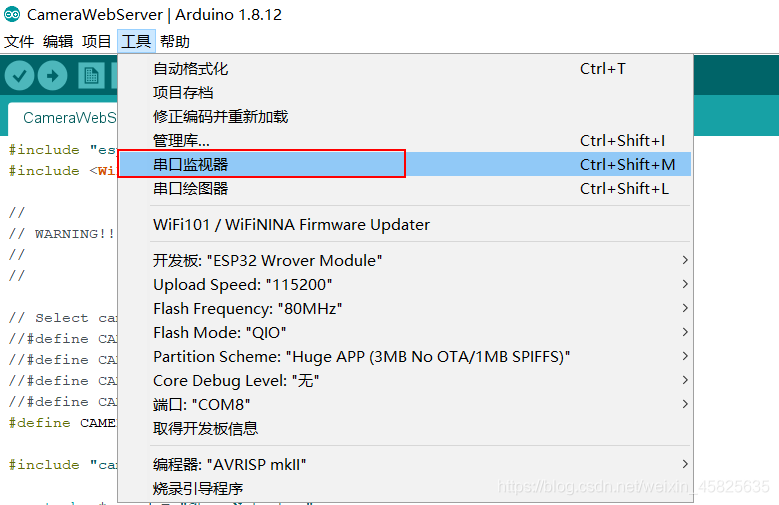 CameraWebServer | Arduino 1.8.12
文件 编辑 项目 工具 帮助
自动格式化 Ctrl+T
项目存档
修正编码并重新加载
管理库... Ctrl+Shift+I
串口监视器 Ctrl+Shift+M
串口绘图器 Ctrl+Shift+L
WiFi101 / WiFiNINA Firmware Updater
开发板: "ESP32 Wrover Module"
Upload Speed: "115200"
Flash Frequency: "80MHz"
Flash Mode: "QIO"
Partition Scheme: "Huge APP (3MB No OTA/1MB SPIFFS)"
Core Debug Level: "无"
端口: "COM8"
取得开发板信息
编程器: "AVRISP mkII"
烧录引导程序
CameraWebS
#include "es
#include <Wi
//
// WARNING!!
//
//
// Select ca
//#define CA
//#define CA
//#define CA
//#define CA
#define CAME
#include "ca
https://blog.csdn.net/weixin_45825635